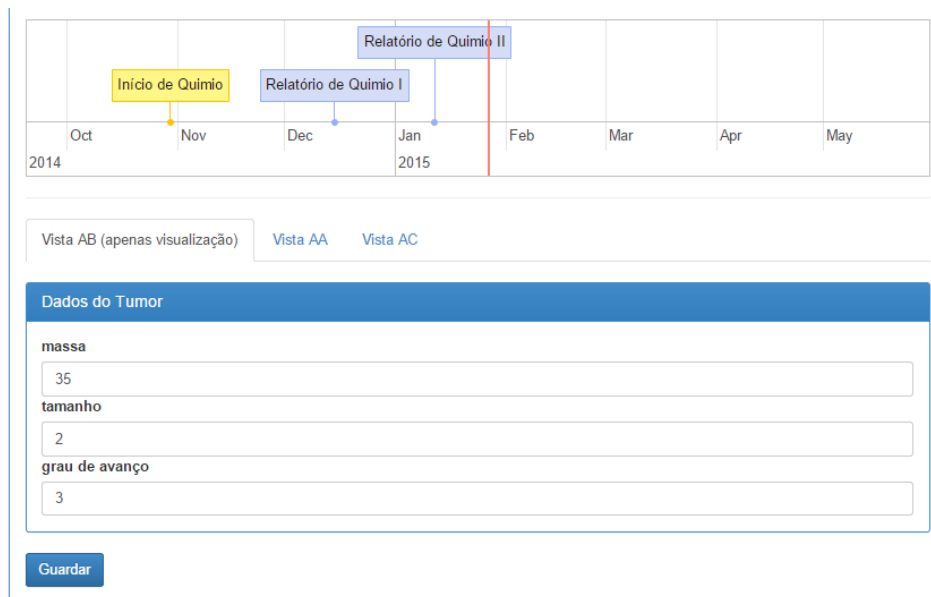 Relatório de Quimio II
Início de Quimio
Relatório de Quimio I
Oct Nov Dec Jan Feb Mar Apr May
2014 2015
Vista AB (apenas visualização) Vista AA Vista AC
Dados do Tumor
massa
35
tamanho
2
grau de avanço
3
Guardar